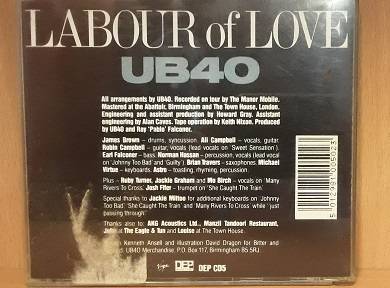 LABOUR of LOVE
UB40
All arrangements by UB40. Recorded on tour by The Manor Mobile.
Mastered at the Abattoir, Birmingham and The Town House, London.
Engineering and assistant production by Howard Gray. Assistant
engineering by Alan Caves. Tape operation by Keith Nixon. Produced
by UB40 and Ray 'Pablo' Falconer.
James Brown – drums, syncussion. Ali Campbell – vocals, guitar.
Robin Campbell – guitar, vocals (lead vocals on 'Sweet Sensation').
Earl Falconer – bass. Norman Hassan – percussion, vocals (lead vocal
on 'Johnny Too Bad' and 'Guilty'). Brian Travers – saxophones. Michael
Virtue – keyboards. Astro – toasting, rhyming, percussion.
Plus – Ruby Turner, Jackie Graham and Mo Birch – vocals on 'Many
Rivers To Cross'. Josh Fifer – trumpet on 'She Caught The Train'.
Special thanks to Jackie Mittoo for additional keyboards on 'Johnny
Too Bad' 'She Caught The Train' and 'Many Rivers To Cross' while 'just
passing through'.
Thanks also to: AKG Acoustics Ltd., Manzil Tandoori Restaurant,
John at The Eagle & Tun and Louise at The Town House.
Kenneth Ansell and illustration David Dragon for Bitter and
UB40 Merchandise. P.O. Box 117, Birmingham B5 5RJ.
Virgin DEP DEP CD5